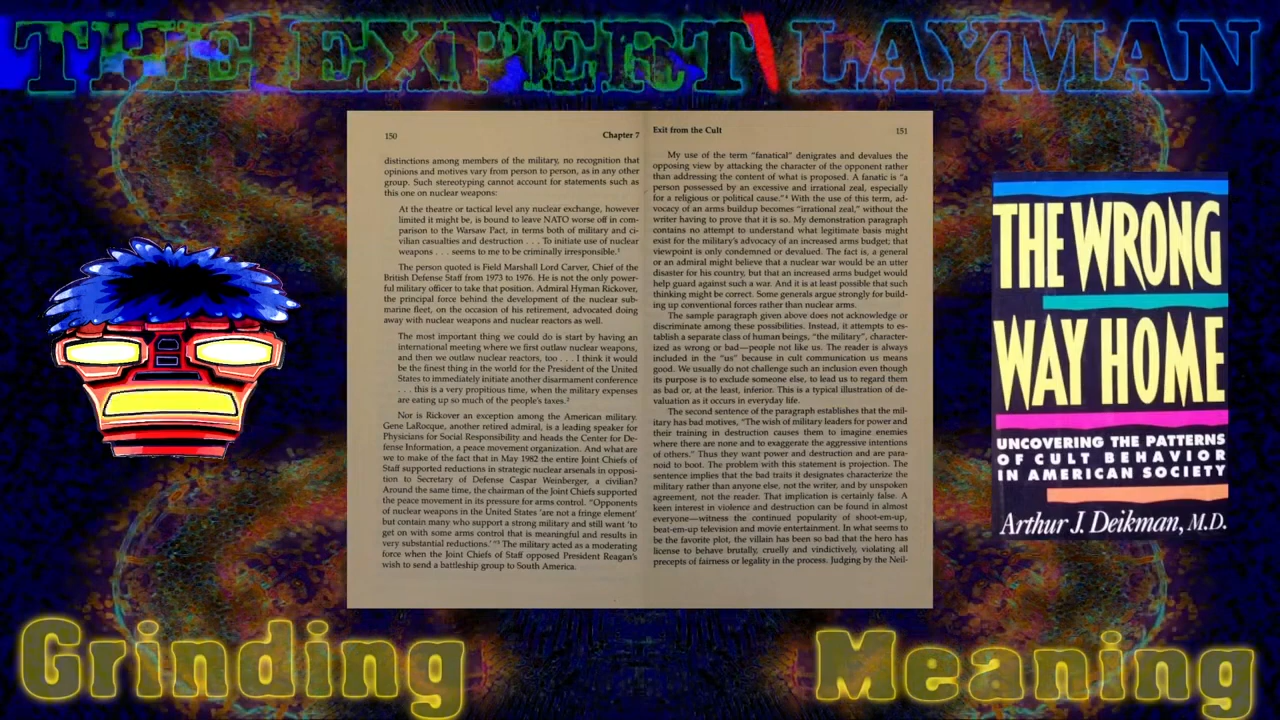 THE EXPERT\LAYMAN
150
Chapter 7
distinctions among members of the military, no recognition that
opinions and motives vary from person to person, as in any other
group. Such stereotyping cannot account for statements such as
this one on nuclear weapons:
At the theatre or tactical level any nuclear exchange, however
limited it might be, is bound to leave NATO worse off in com-
parison to the Warsaw Pact, in terms both of military and ci-
vilian casualties and destruction . . . To initiate use of nuclear
weapons . . . seems to me to be criminally irresponsible.¹
The person quoted is Field Marshall Lord Carver, Chief of the
British Defense Staff from 1973 to 1976. He is not the only power-
ful military officer to take that position. Admiral Hyman Rickover,
the principal force behind the development of the nuclear sub-
marine fleet, on the occasion of his retirement, advocated doing
away with nuclear weapons and nuclear reactors as well.
The most important thing we could do is start by having an
international meeting where we first outlaw nuclear weapons,
and then we outlaw nuclear reactors, too . . . I think it would
be the finest thing in the world for the President of the United
States to immediately initiate another disarmament conference
. . . this is a very propitious time, when the military expenses
are eating up so much of the people's taxes.²
Nor is Rickover an exception among the American military.
Gene LaRocque, another retired admiral, is a leading speaker for
Physicians for Social Responsibility and heads the Center for De-
fense Information, a peace movement organization. And what are
we to make of the fact that in May 1982 the entire Joint Chiefs of
Staff supported reductions in strategic nuclear arsenals in opposi-
tion to Secretary of Defense Caspar Weinberger, a civilian?
Around the same time, the chairman of the Joint Chiefs supported
the peace movement in its pressure for arms control. "Opponents
of nuclear weapons in the United States 'are not a fringe element'
but contain many who support a strong military and still want 'to
get on with some arms control that is meaningful and results in
very substantial reductions.'"³ The military acted as a moderating
force when the Joint Chiefs of Staff opposed President Reagan's
wish to send a battleship group to South America.
Exit from the Cult
151
My use of the term "fanatical" denigrates and devalues the
opposing view by attacking the character of the opponent rather
than addressing the content of what is proposed. A fanatic is "a
person possessed by an excessive and irrational zeal, especially
for a religious or political cause."⁴ With the use of this term, ad-
vocacy of an arms buildup becomes "irrational zeal," without the
writer having to prove that it is so. My demonstration paragraph
contains no attempt to understand what legitimate basis might
exist for the military's advocacy of an increased arms budget; that
viewpoint is only condemned or devalued. The fact is, a general
or an admiral might believe that a nuclear war would be an utter
disaster for his country, but that an increased arms budget would
help guard against such a war. And it is at least possible that such
thinking might be correct. Some generals argue strongly for build-
ing up conventional forces rather than nuclear arms.
The sample paragraph given above does not acknowledge or
discriminate among these possibilities. Instead, it attempts to es-
tablish a separate class of human beings, "the military", character-
ized as wrong or bad—people not like us. The reader is always
included in the "us" because in cult communication us means
good. We usually do not challenge such an inclusion even though
its purpose is to exclude someone else, to lead us to regard them
as bad or, at the least, inferior. This is a typical illustration of de-
valuation as it occurs in everyday life.
The second sentence of the paragraph establishes that the mil-
itary has bad motives, "The wish of military leaders for power and
their training in destruction causes them to imagine enemies
where there are none and to exaggerate the aggressive intentions
of others." Thus they want power and destruction and are para-
noid to boot. The problem with this statement is projection. The
sentence implies that the bad traits it designates characterize the
military rather than anyone else, not the writer, and by unspoken
agreement, not the reader. That implication is certainly false. A
keen interest in violence and destruction can be found in almost
everyone—witness the continued popularity of shoot-em-up,
beat-em-up television and movie entertainment. In what seems to
be the favorite plot, the villain has been so bad that the hero has
license to behave brutally, cruelly and vindictively, violating all
precepts of fairness or legality in the process. Judging by the Neil-
THE WRONG
WAY HOME
UNCOVERING THE PATTERNS
OF CULT BEHAVIOR
IN AMERICAN SOCIETY
Arthur J. Deikman, M.D.
Grinding
Meaning